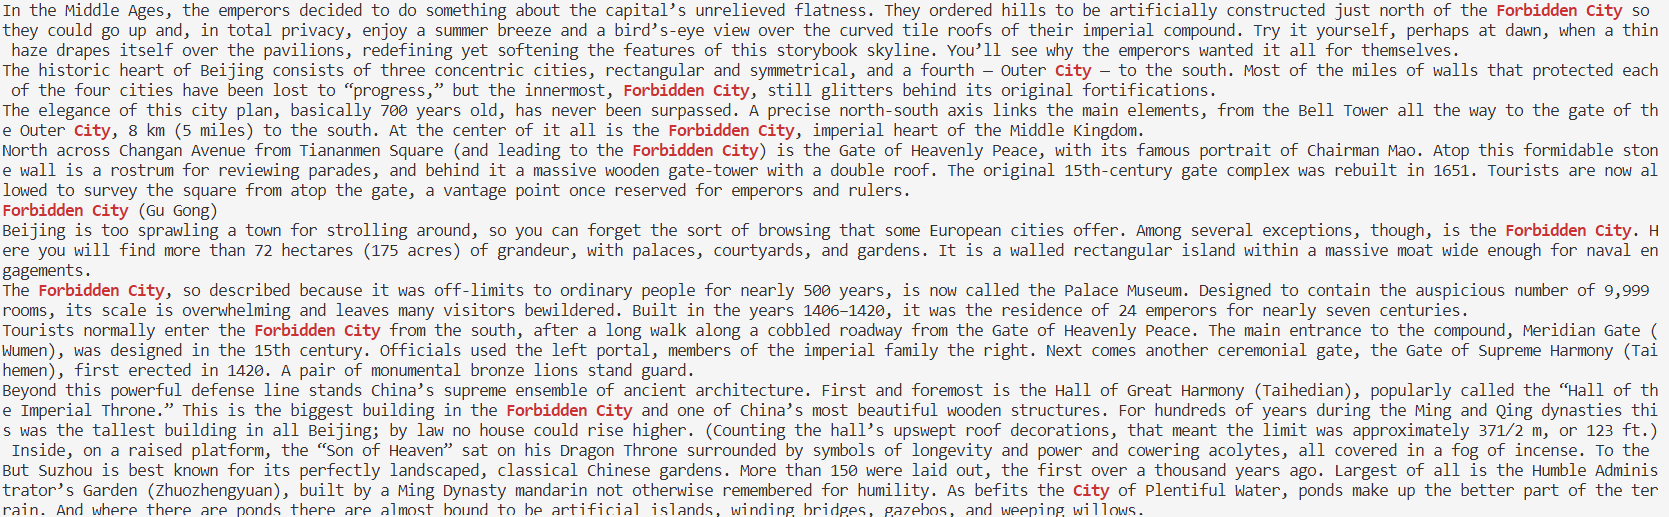 In the Middle Ages, the emperors decided to do something about the capital’s unrelieved flatness. They ordered hills to be artificially constructed just north of the Forbidden City so
they could go up and, in total privacy, enjoy a summer breeze and a bird’s-eye view over the curved tile roofs of their imperial compound. Try it yourself, perhaps at dawn, when a thin
haze drapes itself over the pavilions, redefining yet softening the features of this storybook skyline. You’ll see why the emperors wanted it all for themselves.
The historic heart of Beijing consists of three concentric cities, rectangular and symmetrical, and a fourth — Outer City — to the south. Most of the miles of walls that protected each
of the four cities have been lost to “progress,” but the innermost, Forbidden City, still glitters behind its original fortifications.
The elegance of this city plan, basically 700 years old, has never been surpassed. A precise north-south axis links the main elements, from the Bell Tower all the way to the gate of th
e Outer City, 8 km (5 miles) to the south. At the center of it all is the Forbidden City, imperial heart of the Middle Kingdom.
North across Changan Avenue from Tiananmen Square (and leading to the Forbidden City) is the Gate of Heavenly Peace, with its famous portrait of Chairman Mao. Atop this formidable ston
e wall is a rostrum for reviewing parades, and behind it a massive wooden gate-tower with a double roof. The original 15th-century gate complex was rebuilt in 1651. Tourists are now al
lowed to survey the square from atop the gate, a vantage point once reserved for emperors and rulers.
Forbidden City (Gu Gong)
Beijing is too sprawling a town for strolling around, so you can forget the sort of browsing that some European cities offer. Among several exceptions, though, is the Forbidden City. H
ere you will find more than 72 hectares (175 acres) of grandeur, with palaces, courtyards, and gardens. It is a walled rectangular island within a massive moat wide enough for naval en
gagements.
The Forbidden City, so described because it was off-limits to ordinary people for nearly 500 years, is now called the Palace Museum. Designed to contain the auspicious number of 9,999
rooms, its scale is overwhelming and leaves many visitors bewildered. Built in the years 1406–1420, it was the residence of 24 emperors for nearly seven centuries.
Tourists normally enter the Forbidden City from the south, after a long walk along a cobbled roadway from the Gate of Heavenly Peace. The main entrance to the compound, Meridian Gate (
Wumen), was designed in the 15th century. Officials used the left portal, members of the imperial family the right. Next comes another ceremonial gate, the Gate of Supreme Harmony (Tai
hemen), first erected in 1420. A pair of monumental bronze lions stand guard.
Beyond this powerful defense line stands China’s supreme ensemble of ancient architecture. First and foremost is the Hall of Great Harmony (Taihedian), popularly called the “Hall of th
e Imperial Throne.” This is the biggest building in the Forbidden City and one of China’s most beautiful wooden structures. For hundreds of years during the Ming and Qing dynasties thi
s was the tallest building in all Beijing; by law no house could rise higher. (Counting the hall’s upswept roof decorations, that meant the limit was approximately 371/2 m, or 123 ft.)
Inside, on a raised platform, the “Son of Heaven” sat on his Dragon Throne surrounded by symbols of longevity and power and cowering acolytes, all covered in a fog of incense. To the
But Suzhou is best known for its perfectly landscaped, classical Chinese gardens. More than 150 were laid out, the first over a thousand years ago. Largest of all is the Humble Adminis
trator’s Garden (Zhuozhengyuan), built by a Ming Dynasty mandarin not otherwise remembered for humility. As befits the City of Plentiful Water, ponds make up the better part of the ter
rain. And where there are ponds there are almost bound to be artificial islands, winding bridges, gazebos, and weeping willows.